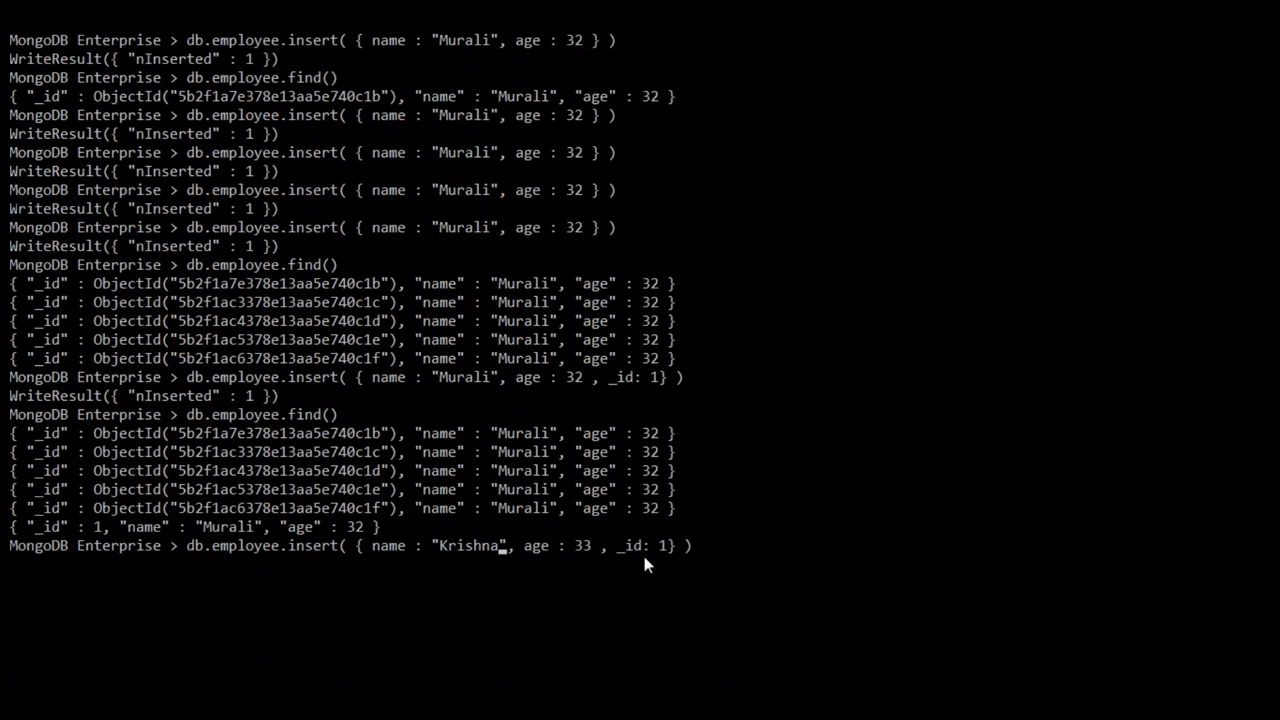 MongoDB Enterprise > db.employee.insert( { name : "Murali", age : 32 } )
WriteResult({ "nInserted" : 1 })
MongoDB Enterprise > db.employee.find()
{ "_id" : ObjectId("5b2f1a7e378e13aa5e740c1b"), "name" : "Murali", "age" : 32 }
MongoDB Enterprise > db.employee.insert( { name : "Murali", age : 32 } )
WriteResult({ "nInserted" : 1 })
MongoDB Enterprise > db.employee.insert( { name : "Murali", age : 32 } )
WriteResult({ "nInserted" : 1 })
MongoDB Enterprise > db.employee.insert( { name : "Murali", age : 32 } )
WriteResult({ "nInserted" : 1 })
MongoDB Enterprise > db.employee.insert( { name : "Murali", age : 32 } )
WriteResult({ "nInserted" : 1 })
MongoDB Enterprise > db.employee.find()
{ "_id" : ObjectId("5b2f1a7e378e13aa5e740c1b"), "name" : "Murali", "age" : 32 }
{ "_id" : ObjectId("5b2f1ac3378e13aa5e740c1c"), "name" : "Murali", "age" : 32 }
{ "_id" : ObjectId("5b2f1ac4378e13aa5e740c1d"), "name" : "Murali", "age" : 32 }
{ "_id" : ObjectId("5b2f1ac5378e13aa5e740c1e"), "name" : "Murali", "age" : 32 }
{ "_id" : ObjectId("5b2f1ac6378e13aa5e740c1f"), "name" : "Murali", "age" : 32 }
MongoDB Enterprise > db.employee.insert( { name : "Murali", age : 32 , _id: 1} )
WriteResult({ "nInserted" : 1 })
MongoDB Enterprise > db.employee.find()
{ "_id" : ObjectId("5b2f1a7e378e13aa5e740c1b"), "name" : "Murali", "age" : 32 }
{ "_id" : ObjectId("5b2f1ac3378e13aa5e740c1c"), "name" : "Murali", "age" : 32 }
{ "_id" : ObjectId("5b2f1ac4378e13aa5e740c1d"), "name" : "Murali", "age" : 32 }
{ "_id" : ObjectId("5b2f1ac5378e13aa5e740c1e"), "name" : "Murali", "age" : 32 }
{ "_id" : ObjectId("5b2f1ac6378e13aa5e740c1f"), "name" : "Murali", "age" : 32 }
{ "_id" : 1, "name" : "Murali", "age" : 32 }
MongoDB Enterprise > db.employee.insert( { name : "Krishna", age : 33 , _id: 1} )